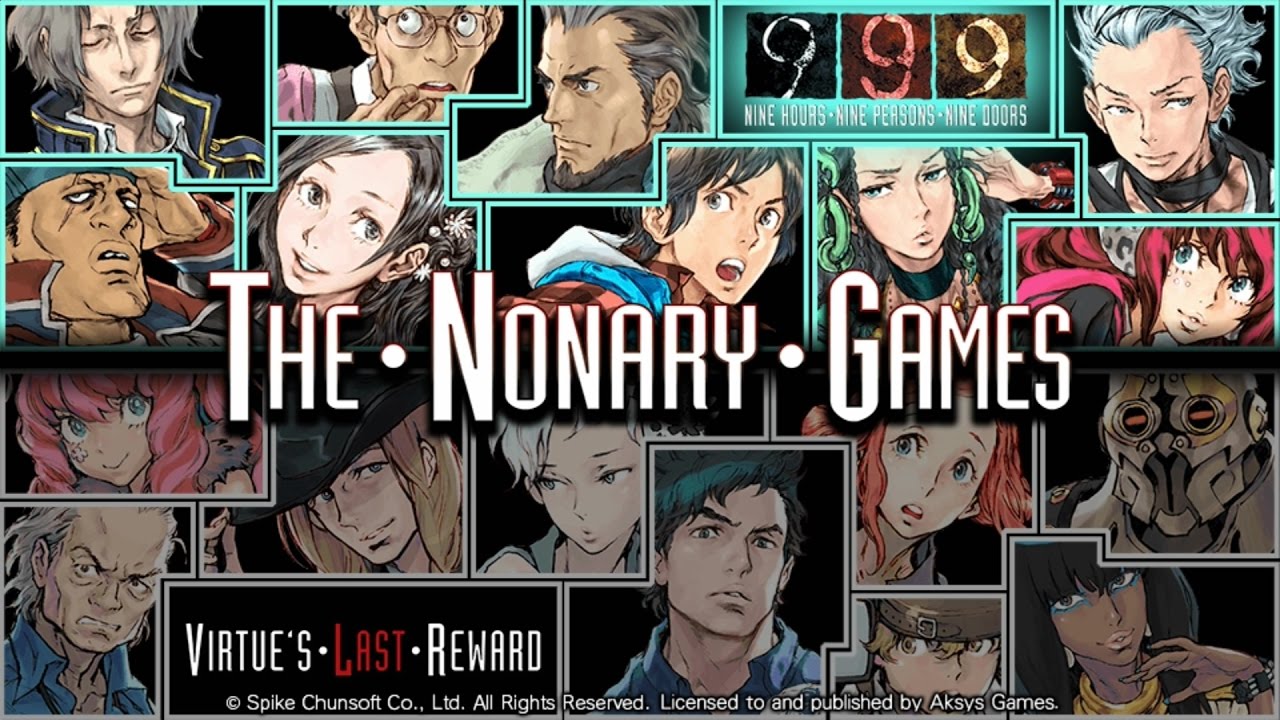 999
NINE HOURS · NINE PERSONS · NINE DOORS
THE · NONARY · GAMES
VIRTUE'S · LAST · REWARD
© Spike Chunsoft Co., Ltd. All Rights Reserved. Licensed to and published by Aksys Games.